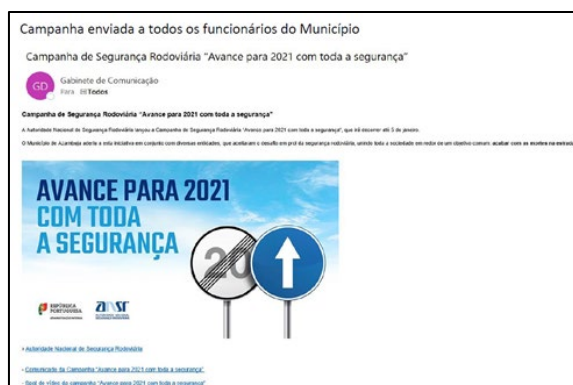 Campanha enviada a todos os funcionários do Município
Campanha de Segurança Rodoviária "Avance para 2021 com toda a segurança"
GD
Gabinete de Comunicação
Para Todos
Campanha de Segurança Rodoviária "Avance para 2021 com toda a segurança"
A Autoridade Nacional de Segurança Rodoviária lançou a Campanha de Segurança Rodoviária "Avance para 2021 com toda a segurança", que irá decorrer até 5 de janeiro.
O Município de Azambuja aderiu a esta iniciativa em conjunto com diversas entidades, que aceitaram o desafio em prol da segurança rodoviária, unindo toda a sociedade em redor de um objetivo comum: acabar com as mortes na estrada
AVANCE PARA 2021
COM TODA
A SEGURANÇA
20
REPÚBLICA
PORTUGUESA
ANSR
- Autoridade Nacional de Segurança Rodoviária
- Comunicado da Campanha "Avance para 2021 com toda a segurança"
- Spot de vídeo da campanha "Avance para 2021 com toda a segurança"